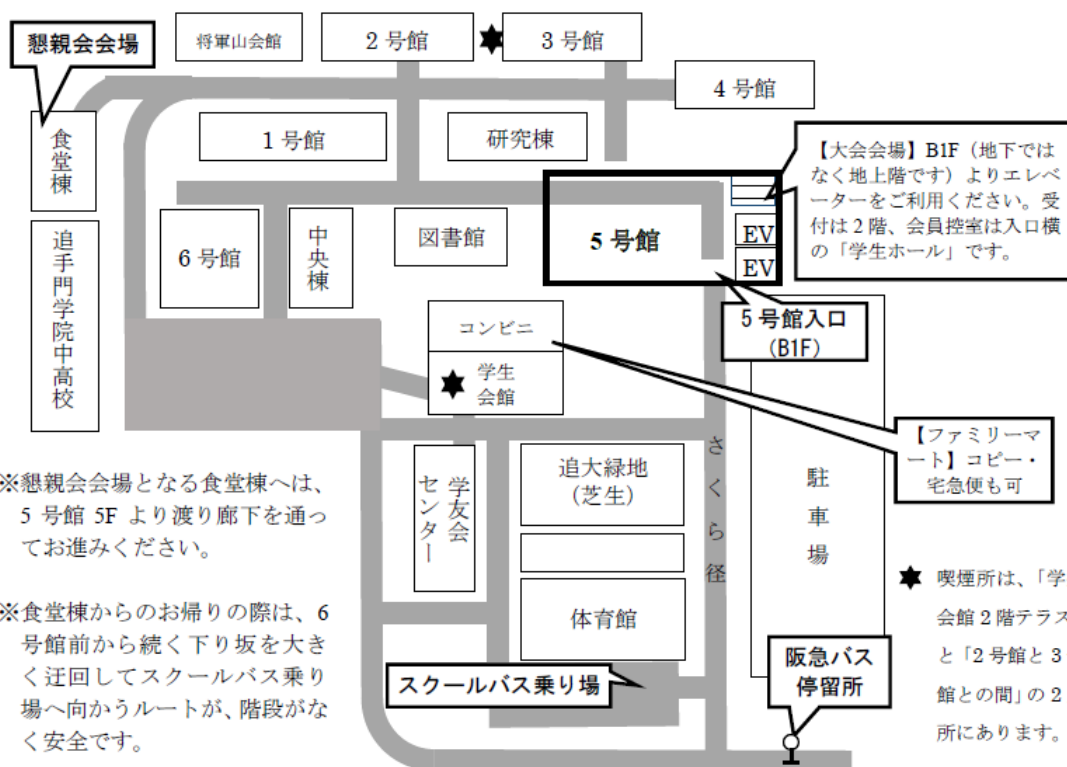 懇親会会場
将軍山会館
2 号館
3 号館
4 号館
食堂棟
1 号館
研究棟
【大会会場】B1F（地下では
なく地上階です）よりエレベ
ーターをご利用ください。受
付は 2 階、会員控室は入口横
の「学生ホール」です。
追手門学院中高校
6 号館
中央棟
図書館
5 号館
EV
EV
5 号館入口
(B1F)
コンビニ
学生
会館
【ファミリーマ
ート】コピー・
宅急便も可
さくら径
駐車場
追大緑地
(芝生)
学友会
センター
体育館
※懇親会会場となる食堂棟へは、
5 号館 5F より渡り廊下を通っ
てお進みください。
※食堂棟からのお帰りの際は、6
号館前から続く下り坂を大き
く迂回してスクールバス乗り
場へ向かうルートが、階段がな
く安全です。
スクールバス乗り場
阪急バス
停留所
★ 喫煙所は、「学
会館 2 階テラス
と「2 号館と 3
館との間」の 2
所にあります。